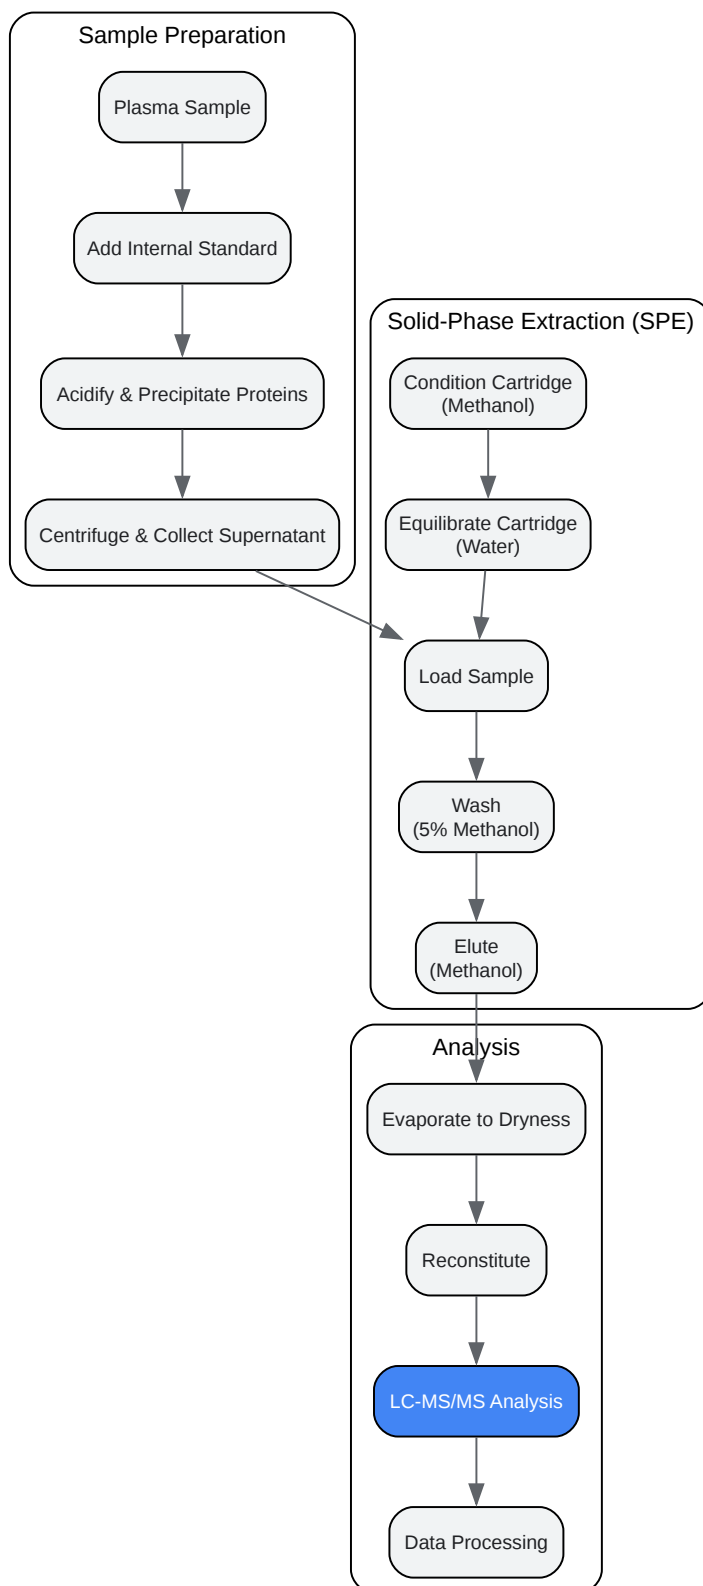 Sample Preparation
Plasma Sample
Add Internal Standard
Acidify & Precipitate Proteins
Centrifuge & Collect Supernatant
Solid-Phase Extraction (SPE)
Condition Cartridge
(Methanol)
Equilibrate Cartridge
(Water)
Load Sample
Wash
(5% Methanol)
Elute
(Methanol)
Analysis
Evaporate to Dryness
Reconstitute
LC-MS/MS Analysis
Data Processing